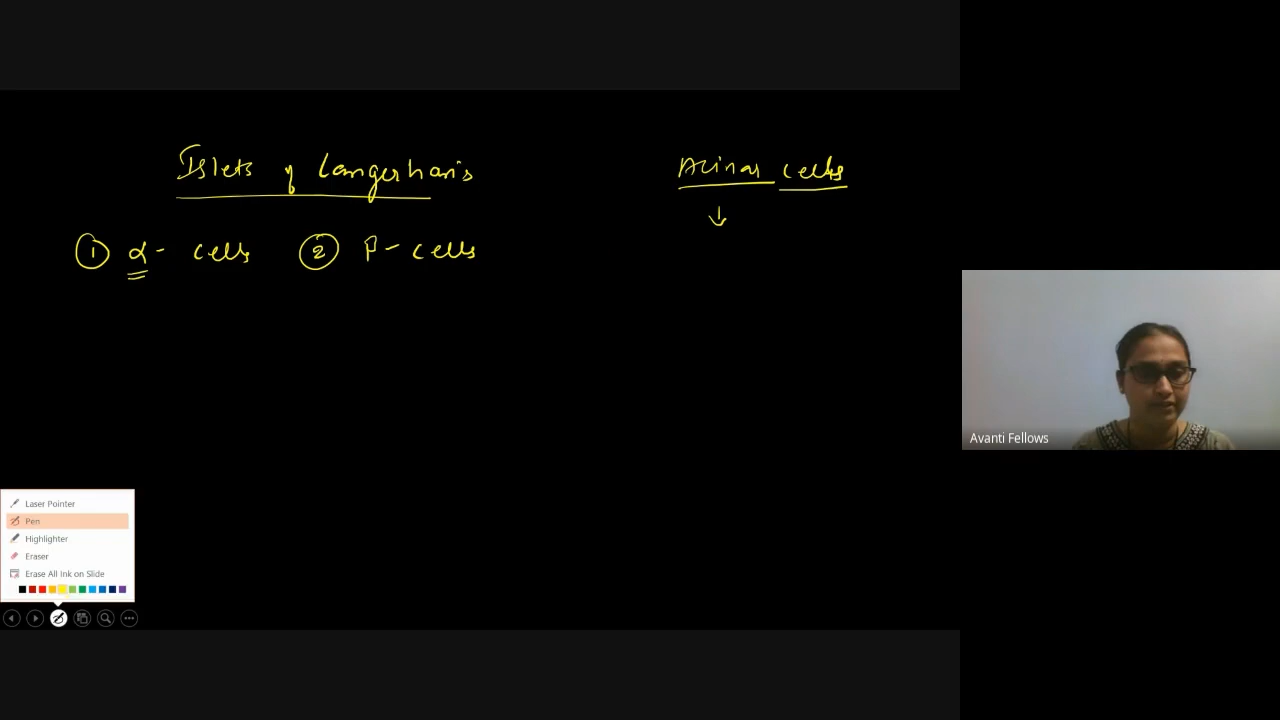 Islets of Langerhans
Acinar cells
① α - cells ② β - cells
Avanti Fellows
Laser Pointer
Pen
Highlighter
Eraser
Erase All Ink on Slide